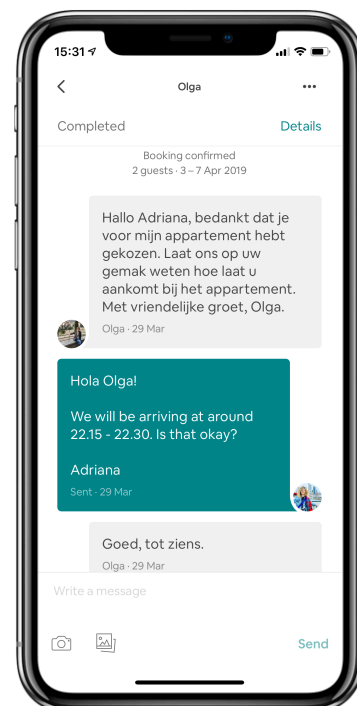 15:31
Olga
Completed
Details
Booking confirmed
2 guests · 3 – 7 Apr 2019
Hallo Adriana, bedankt dat je
voor mijn appartement hebt
gekozen. Laat ons op uw
gemak weten hoe laat u
aankomt bij het appartement.
Met vriendelijke groet, Olga.
Olga · 29 Mar
Hola Olga!
We will be arriving at around
22.15 - 22.30. Is that okay?
Adriana
Sent · 29 Mar
Goed, tot ziens.
Olga · 29 Mar
Write a message
Send